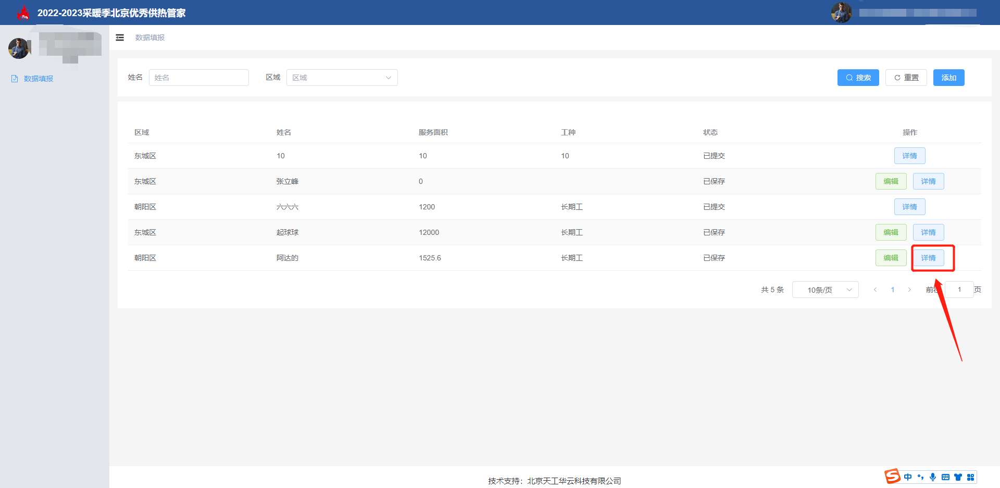 2022-2023采暖季北京优秀供热管家
数据填报
数据填报
姓名 姓名 区域 区域 搜索 重置 添加
区域 姓名 服务面积 工种 状态 操作
东城区 10 10 10 已提交 详情
东城区 张立峰 0 已保存 编辑 详情
朝阳区 六六六 1200 长期工 已提交 详情
东城区 起球球 12000 长期工 已保存 编辑 详情
朝阳区 阿达的 1525.6 长期工 已保存 编辑 详情
共 5 条 10条/页 1 前往 1 页
技术支持：北京天工华云科技有限公司
S 中